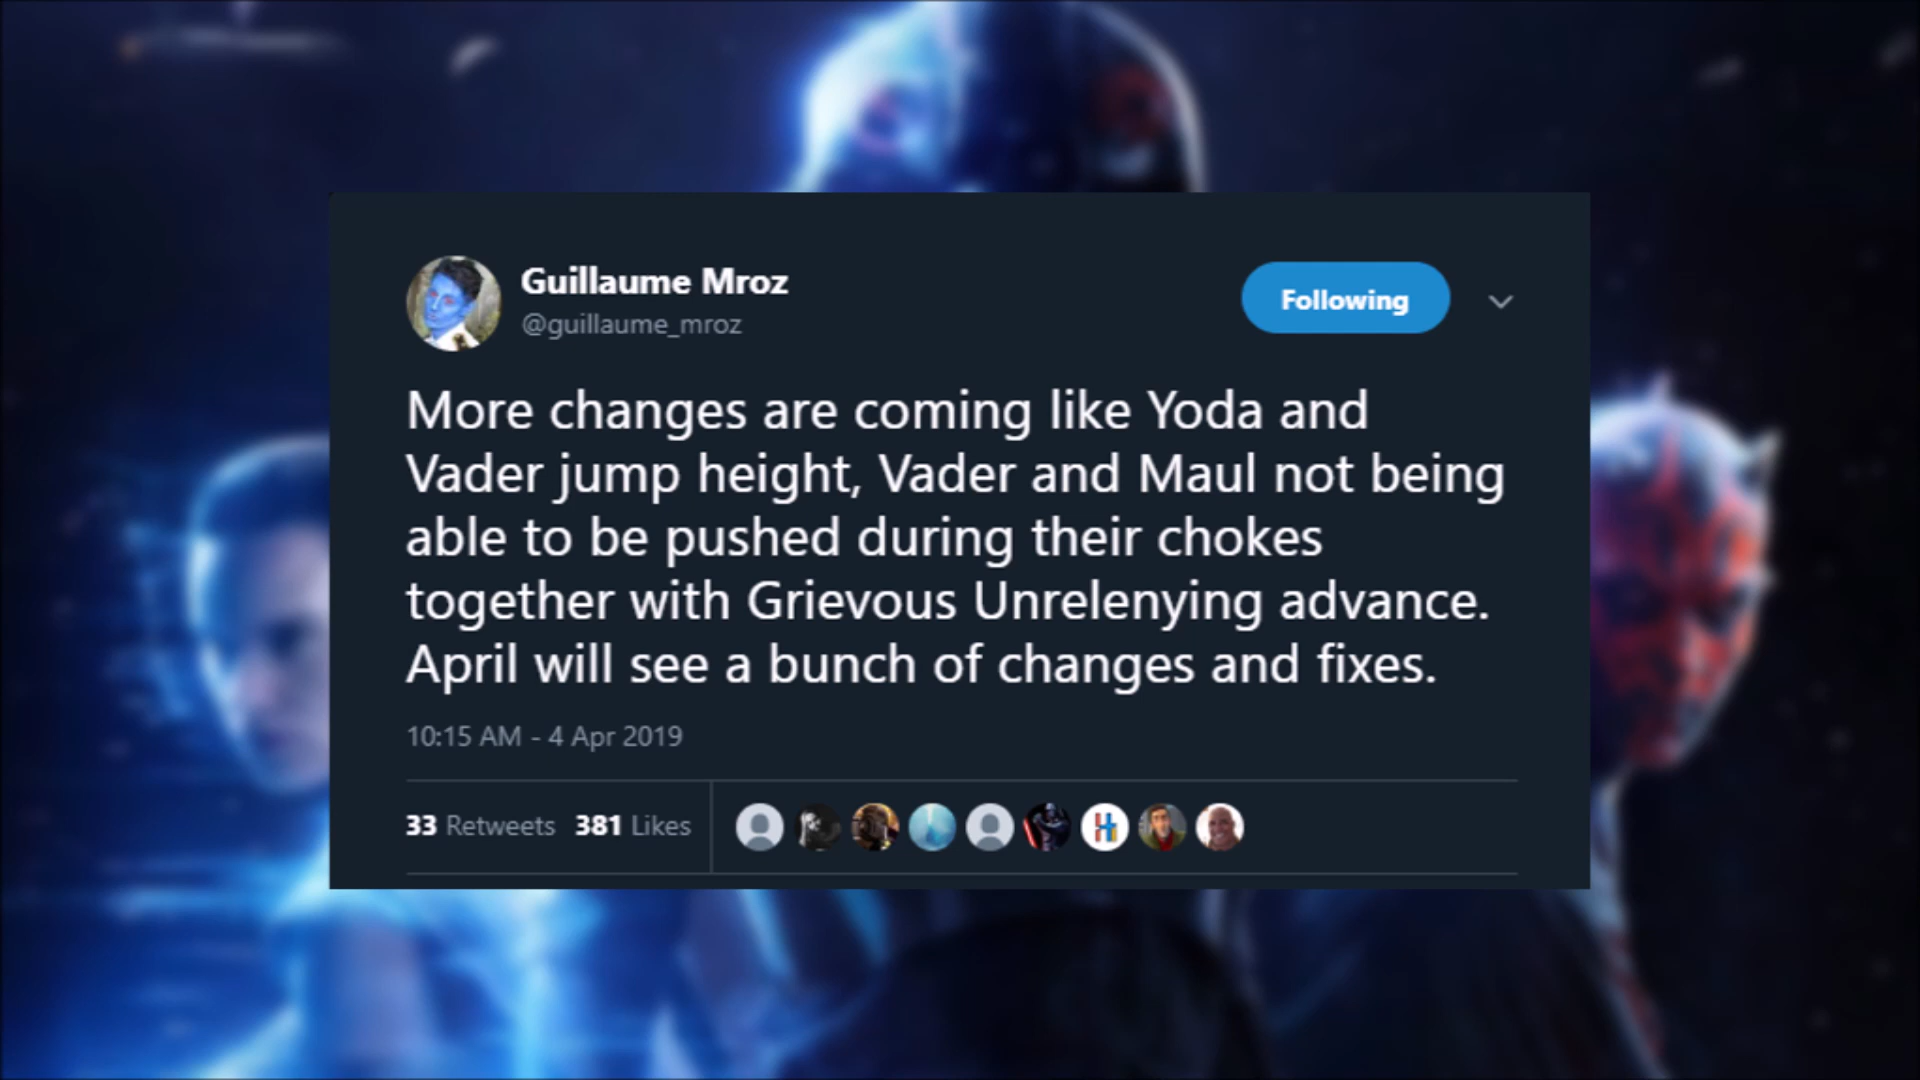 Guillaume Mroz
@guillaume_mroz
Following
More changes are coming like Yoda and
Vader jump height, Vader and Maul not being
able to be pushed during their chokes
together with Grievous Unrelenying advance.
April will see a bunch of changes and fixes.
10:15 AM - 4 Apr 2019
33 Retweets 381 Likes